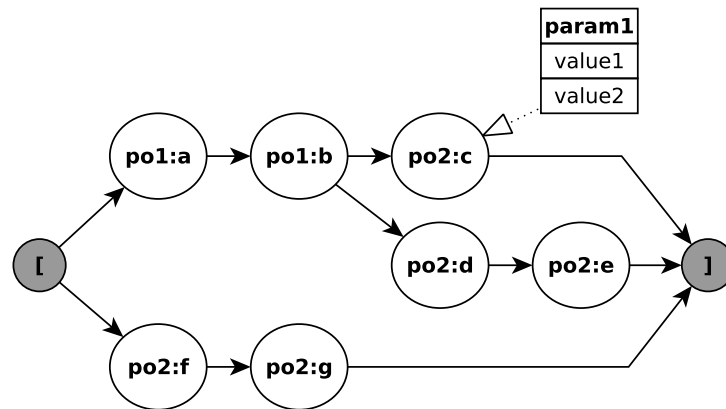 param1
value1
value2
po1:a
po1:b
po2:c
[
po2:d
po2:e
]
po2:f
po2:g